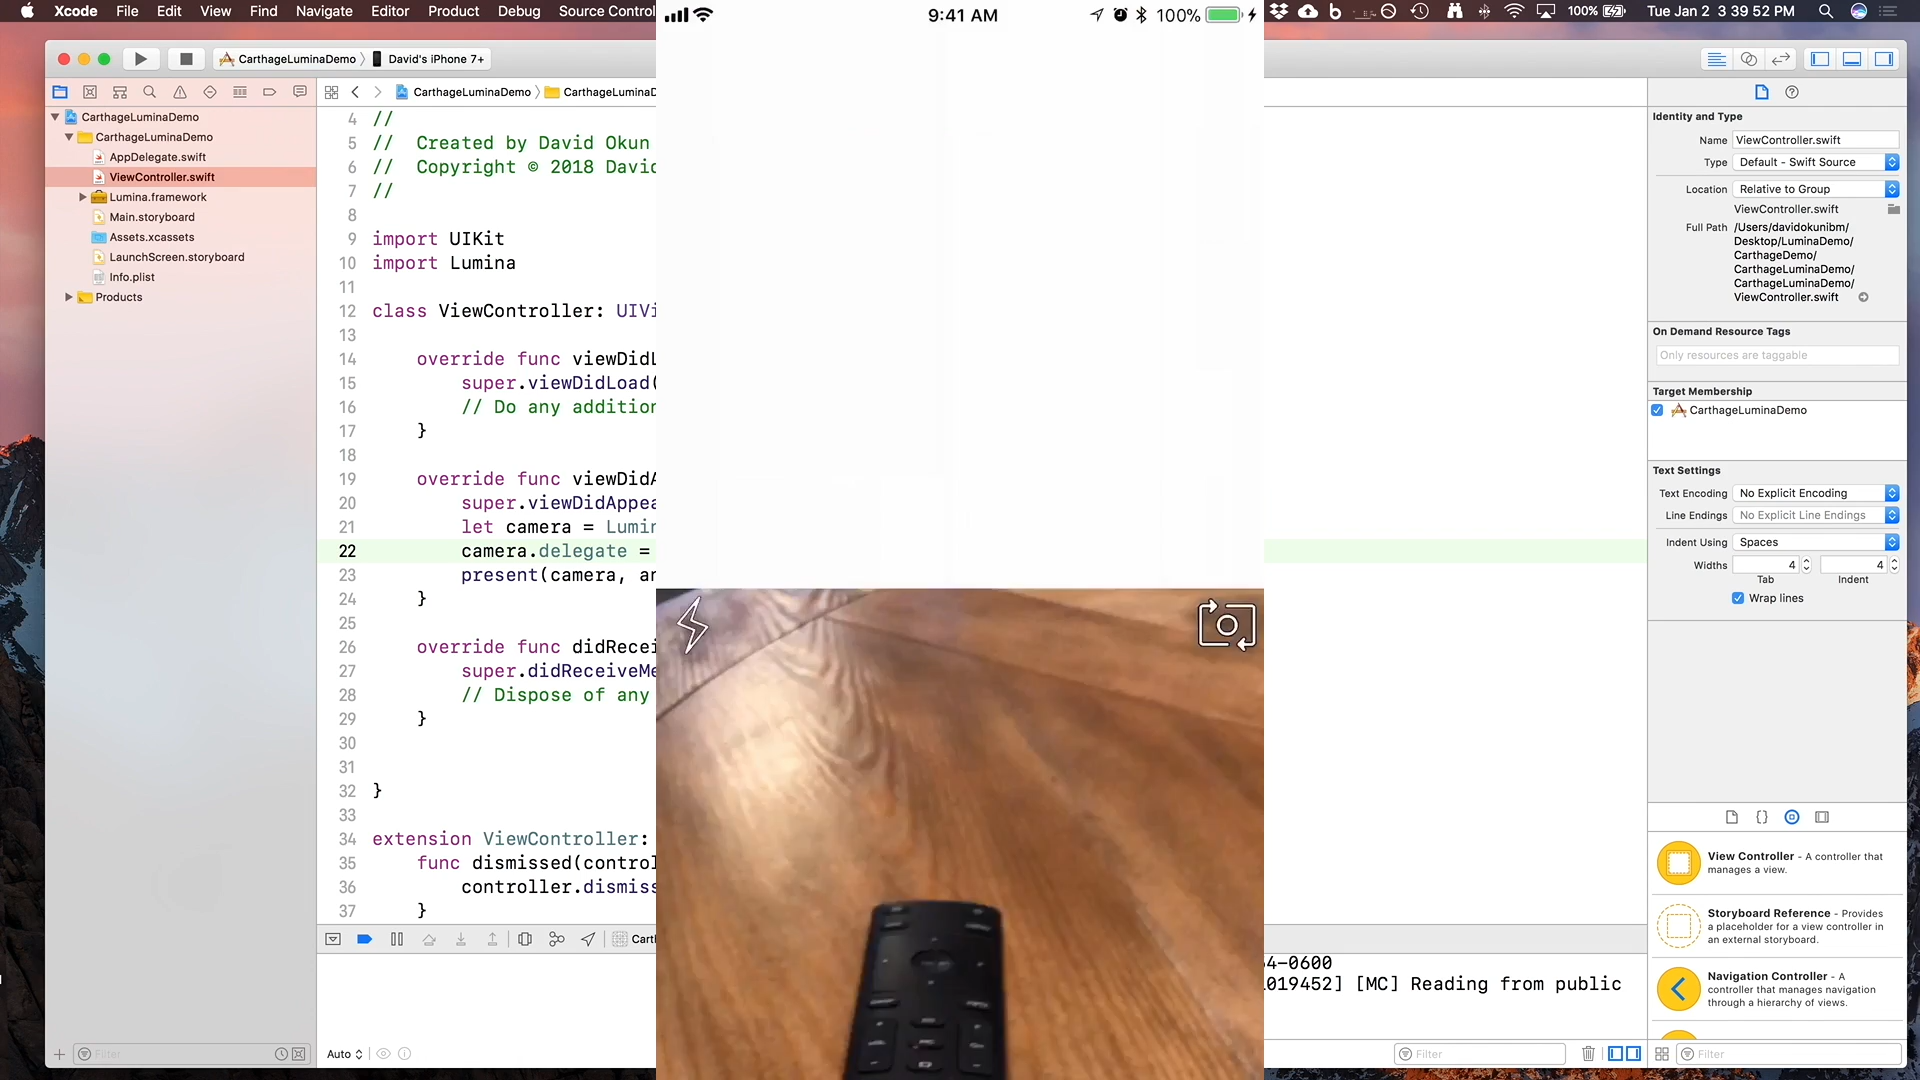 Xcode File Edit View Find Navigate Editor Product Debug Source Control
9:41 AM 100%
100% Tue Jan 2 3 39 52 PM
CarthageLuminaDemo David's iPhone 7+
CarthageLuminaDemo CarthageLuminaD
CarthageLuminaDemo
CarthageLuminaDemo
AppDelegate.swift
ViewController.swift
Lumina.framework
Main.storyboard
Assets.xcassets
LaunchScreen.storyboard
Info.plist
Products
Filter
4 //
5 // Created by David Okun
6 // Copyright © 2018 David
7 //
8
9 import UIKit
10 import Lumina
11
12 class ViewController: UIVi
13
14 override func viewDidL
15 super.viewDidLoad(
16 // Do any addition
17 }
18
19 override func viewDidA
20 super.viewDidAppea
21 let camera = Lumin
22 camera.delegate =
23 present(camera, an
24 }
25
26 override func didRecei
27 super.didReceiveMe
28 // Dispose of any
29 }
30
31
32 }
33
34 extension ViewController:
35 func dismissed(control
36 controller.dismiss
37 }
Cart
Auto
4-0600
019452] [MC] Reading from public
Filter
Identity and Type
Name ViewController.swift
Type Default - Swift Source
Location Relative to Group
ViewController.swift
Full Path /Users/davidokunibm/
Desktop/LuminaDemo/
CarthageDemo/
CarthageLuminaDemo/
CarthageLuminaDemo/
ViewController.swift
On Demand Resource Tags
Only resources are taggable
Target Membership
CarthageLuminaDemo
Text Settings
Text Encoding No Explicit Encoding
Line Endings No Explicit Line Endings
Indent Using Spaces
Widths 4 4
Tab Indent
Wrap lines
View Controller - A controller that
manages a view.
Storyboard Reference - Provides
a placeholder for a view controller in
an external storyboard.
Navigation Controller - A
controller that manages navigation
through a hierarchy of views.
Filter